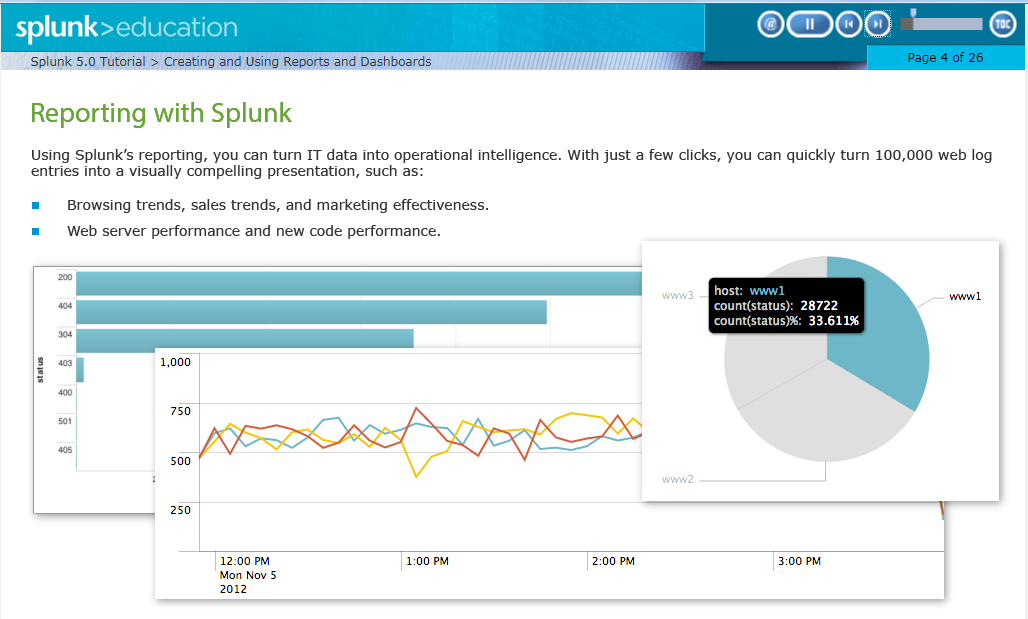 splunk>education
TOC
Splunk 5.0 Tutorial > Creating and Using Reports and Dashboards
Page 4 of 26
Reporting with Splunk
Using Splunk’s reporting, you can turn IT data into operational intelligence. With just a few clicks, you can quickly turn 100,000 web log
entries into a visually compelling presentation, such as:
Browsing trends, sales trends, and marketing effectiveness.
Web server performance and new code performance.
status
200
404
304
403
400
501
405
1,000
750
500
250
12:00 PM
Mon Nov 5
2012
1:00 PM
2:00 PM
3:00 PM
www3
host: www1
count(status): 28722
count(status)%: 33.611%
www1
www2